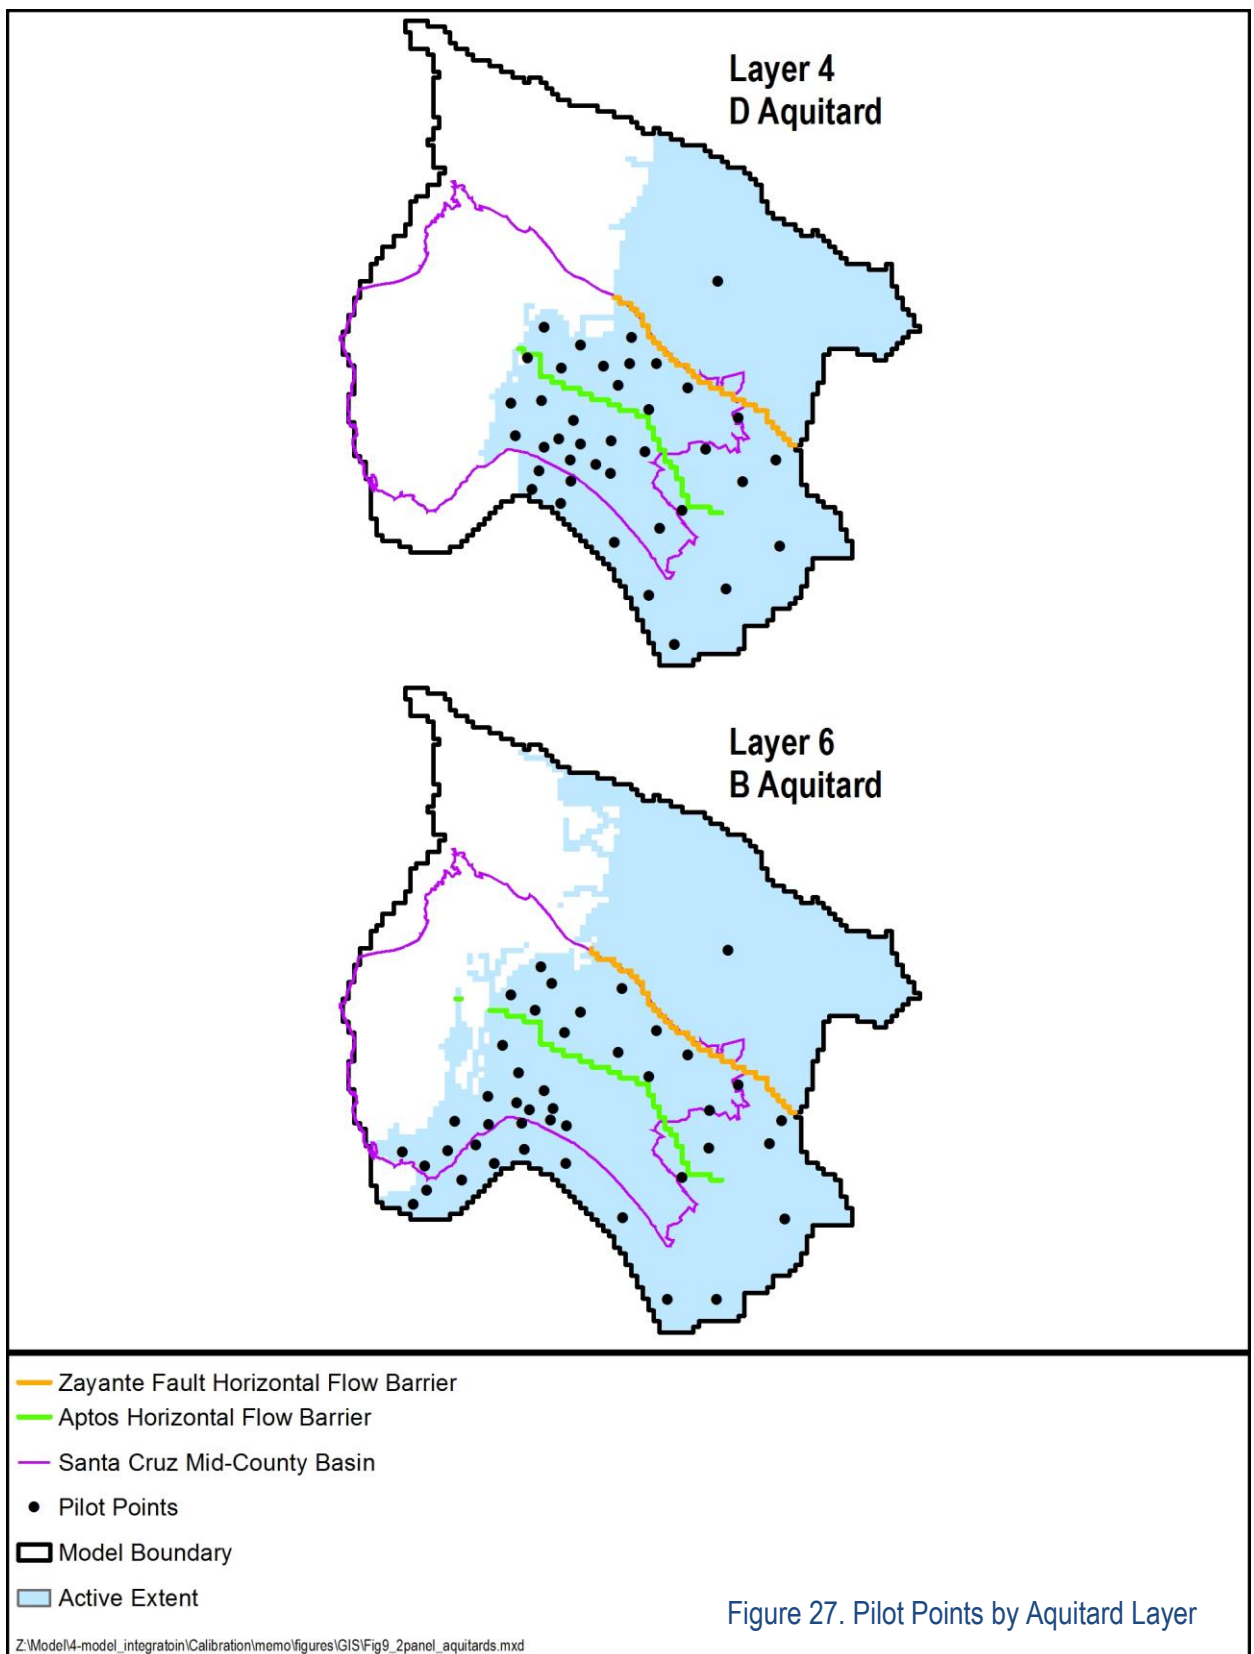 Layer 4
D Aquitard
Layer 6
B Aquitard
Zayante Fault Horizontal Flow Barrier
Aptos Horizontal Flow Barrier
Santa Cruz Mid-County Basin
Pilot Points
Model Boundary
Active Extent
Figure 27. Pilot Points by Aquitard Layer
Z:\Model\4-model_integratoin\Calibration\memo\figures\GIS\Fig9_2panel_aquitards.mxd